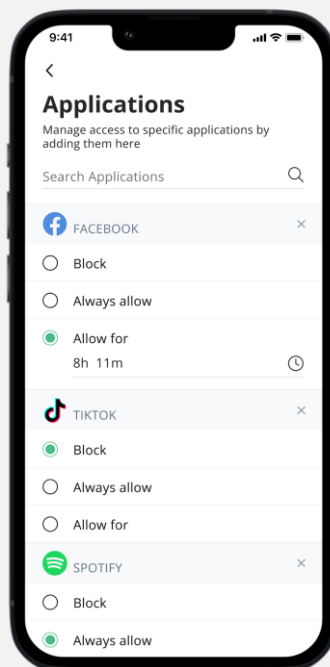 9:41
Applications
Manage access to specific applications by
adding them here
Search Applications
FACEBOOK
Block
Always allow
Allow for
8h 11m
TIKTOK
Block
Always allow
Allow for
SPOTIFY
Block
Always allow